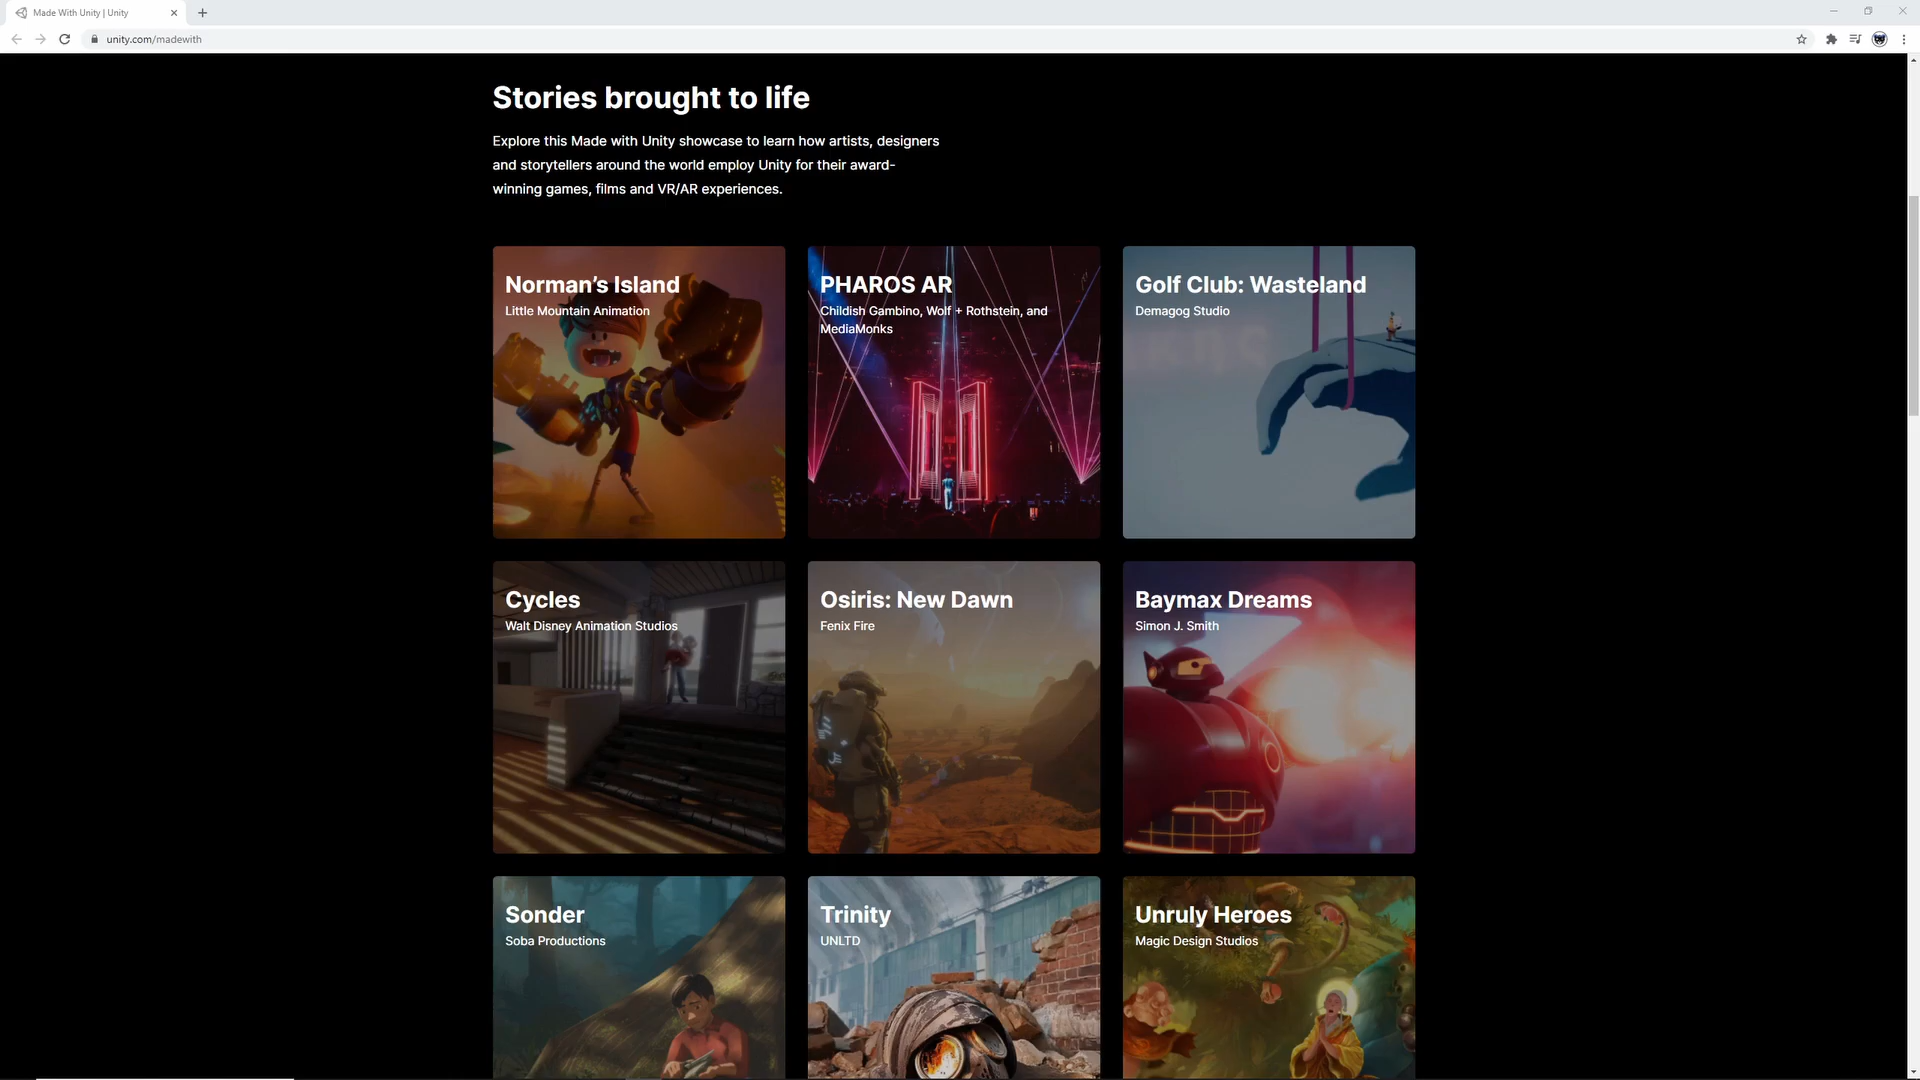 Made With Unity | Unity
unity.com/madewith
Stories brought to life
Explore this Made with Unity showcase to learn how artists, designers
and storytellers around the world employ Unity for their award-
winning games, films and VR/AR experiences.
Norman’s Island
Little Mountain Animation
PHAROS AR
Childish Gambino, Wolf + Rothstein, and
MediaMonks
Golf Club: Wasteland
Demagog Studio
Cycles
Walt Disney Animation Studios
Osiris: New Dawn
Fenix Fire
Baymax Dreams
Simon J. Smith
Sonder
Soba Productions
Trinity
UNLTD
Unruly Heroes
Magic Design Studios